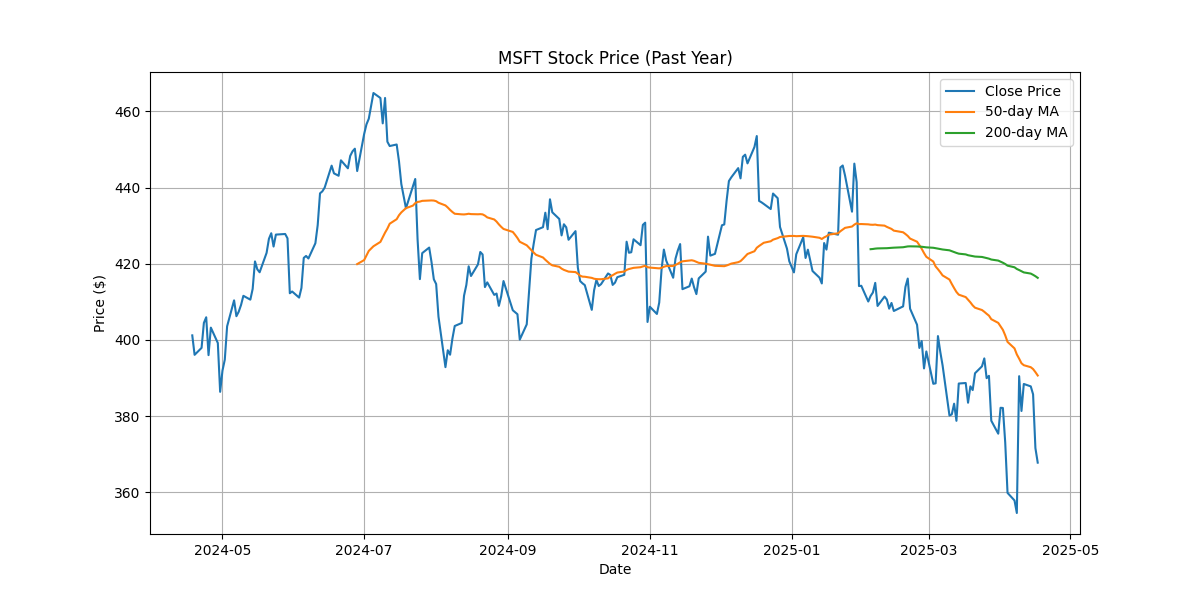 MSFT Stock Price (Past Year)
Close Price
50-day MA
200-day MA
Price ($)
460
440
420
400
380
360
2024-05 2024-07 2024-09 2024-11 2025-01 2025-03 2025-05
Date